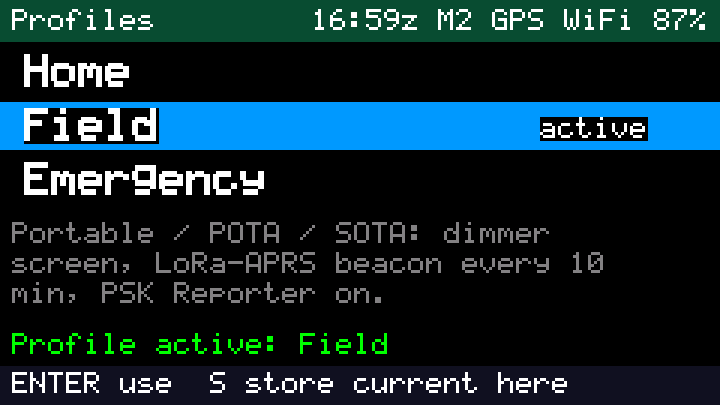 Profiles 16:59z M2 GPS WiFi 87%
Home
Field active
Emergency
Portable / POTA / SOTA: dimmer
screen, LoRa-APRS beacon every 10
min, PSK Reporter on.
Profile active: Field
ENTER use  S store current here